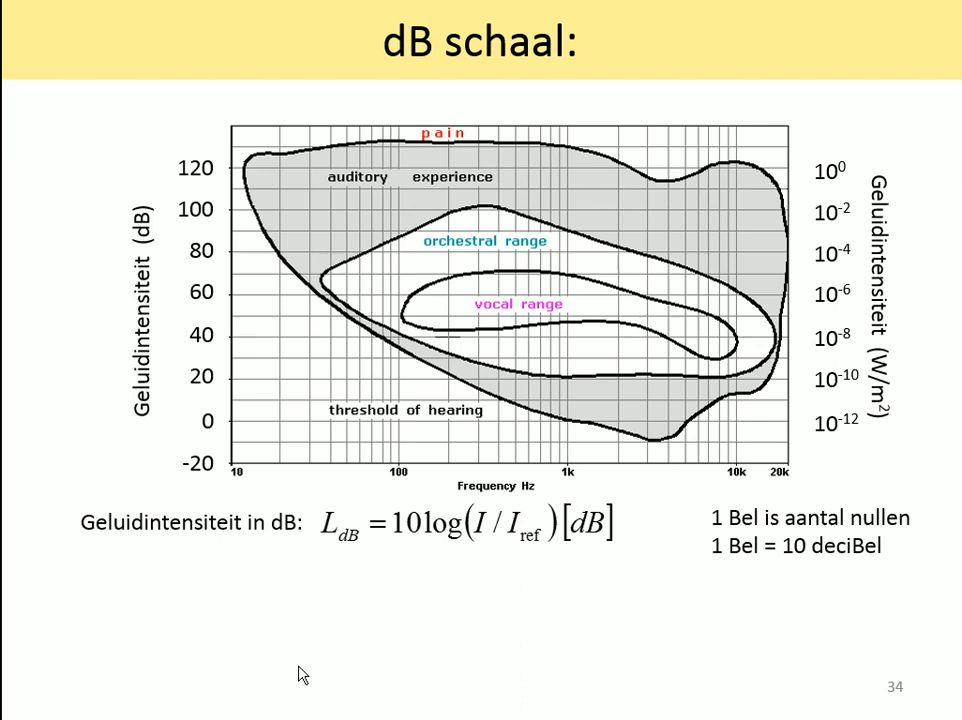 dB schaal:
pain
auditory experience
orchestral range
vocal range
threshold of hearing
120
100
80
60
40
20
0
-20
Geluidintensiteit (dB)
10⁰
10⁻²
10⁻⁴
10⁻⁶
10⁻⁸
10⁻¹⁰
10⁻¹²
Geluidintensiteit (W/m²)
10 100 1k 10k 20k
Frequency Hz
Geluidintensiteit in dB: L_dB = 10log(I / I_ref)[dB]
1 Bel is aantal nullen
1 Bel = 10 deciBel
34